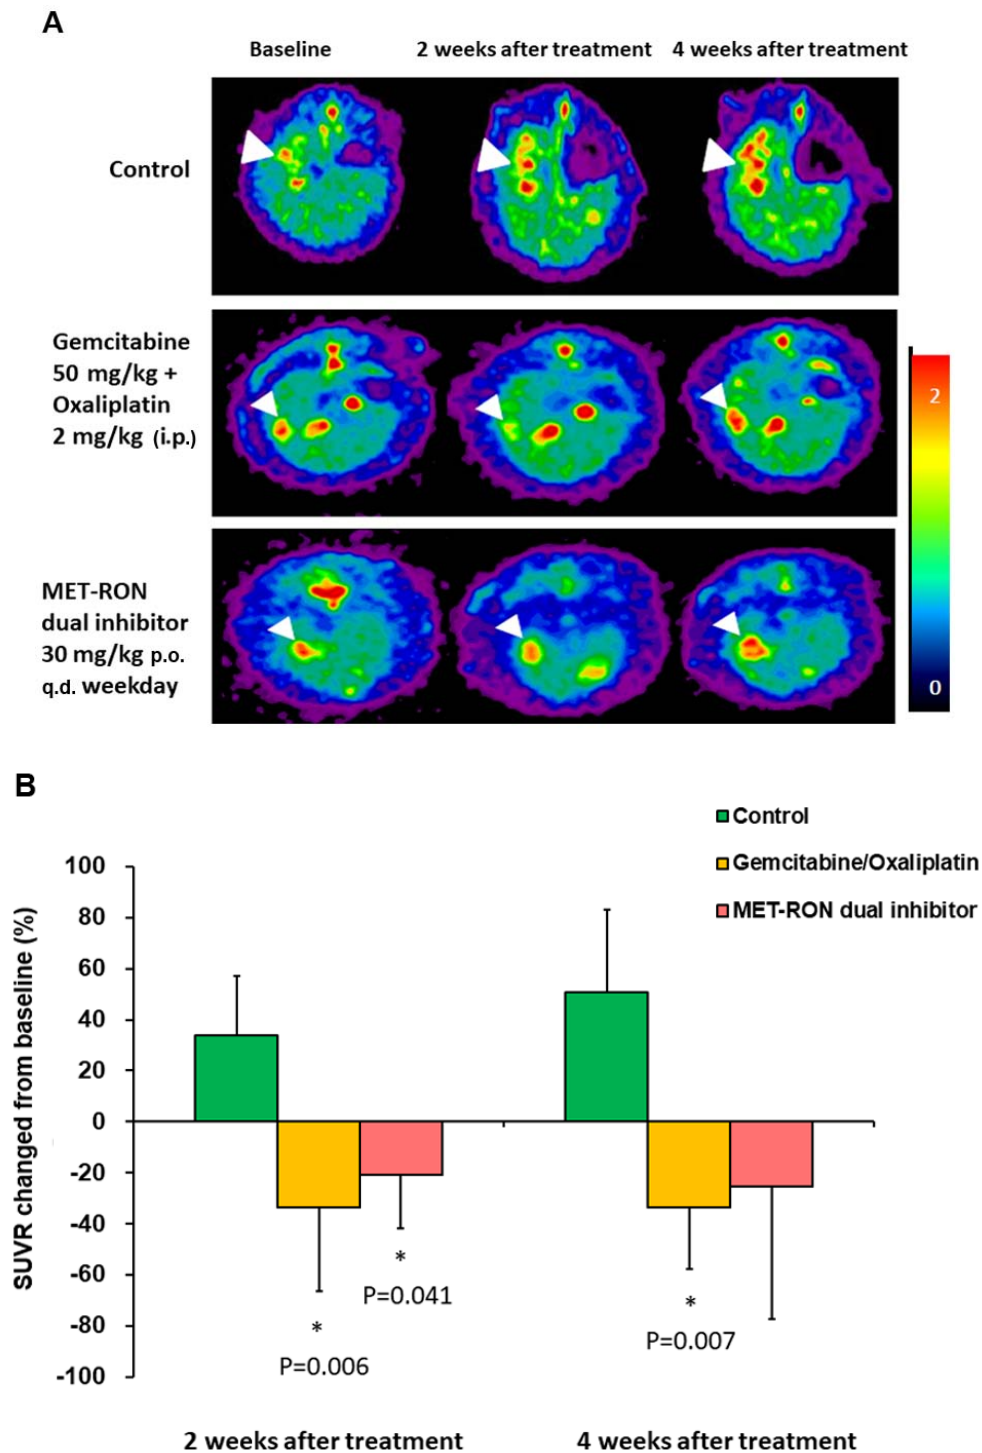 A
Baseline
2 weeks after treatment
4 weeks after treatment
Control
Gemcitabine
50 mg/kg +
Oxaliplatin
2 mg/kg (i.p.)
2
0
MET-RON
dual inhibitor
30 mg/kg p.o.
q.d. weekday
B
Control
Gemcitabine/Oxaliplatin
MET-RON dual inhibitor
SUVR changed from baseline (%)
100
80
60
40
20
0
-20
-40
-60
-80
-100
*
P=0.041
*
P=0.006
*
P=0.007
2 weeks after treatment
4 weeks after treatment